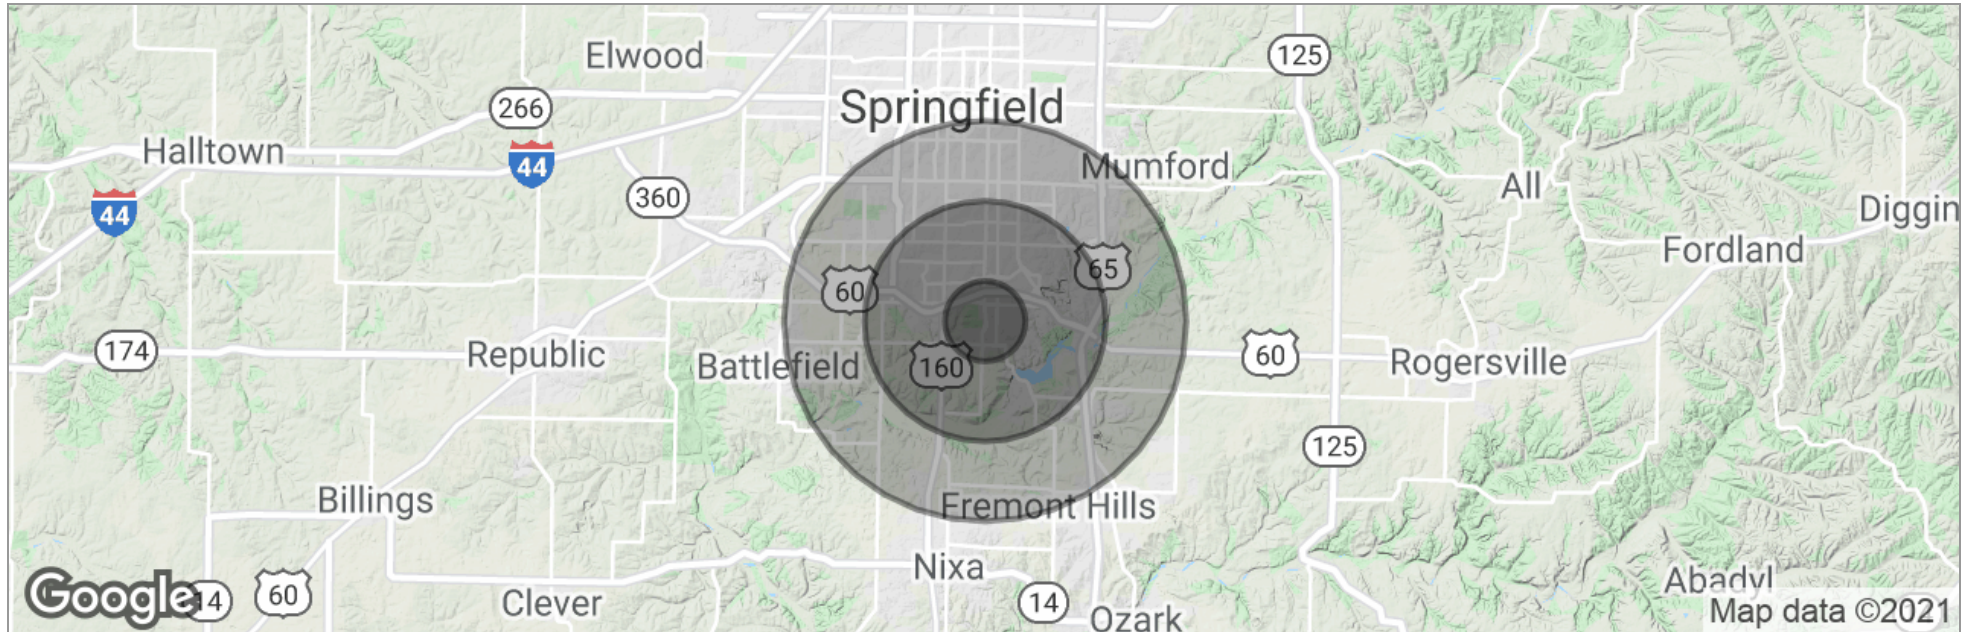 Elwood
125
266
Springfield
Halltown
44
Mumford
360
All
44
Diggin
65
Fordland
60
174
Republic
Battlefield
160
60
Rogersville
125
Billings
Fremont Hills
Nixa
Google
14
60
Clever
14
Ozark
Abadyl
Map data ©2021